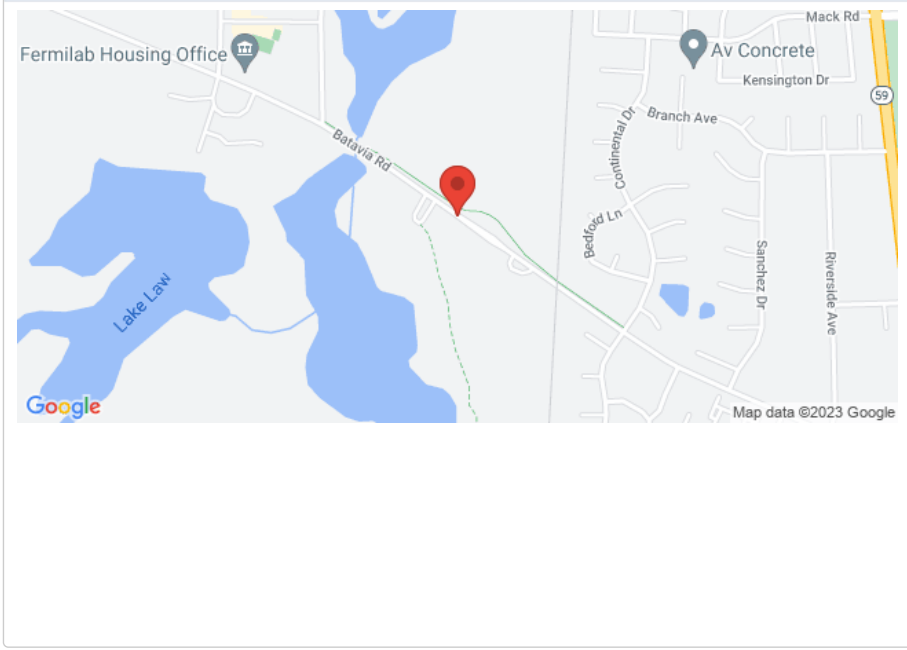 Mack Rd
Fermilab Housing Office
Av Concrete
Kensington Dr
59
Branch Ave
Continental Dr
Batavia Rd
Bedford Ln
Sanchez Dr
Riverside Ave
Lake Law
Google
Map data ©2023 Google